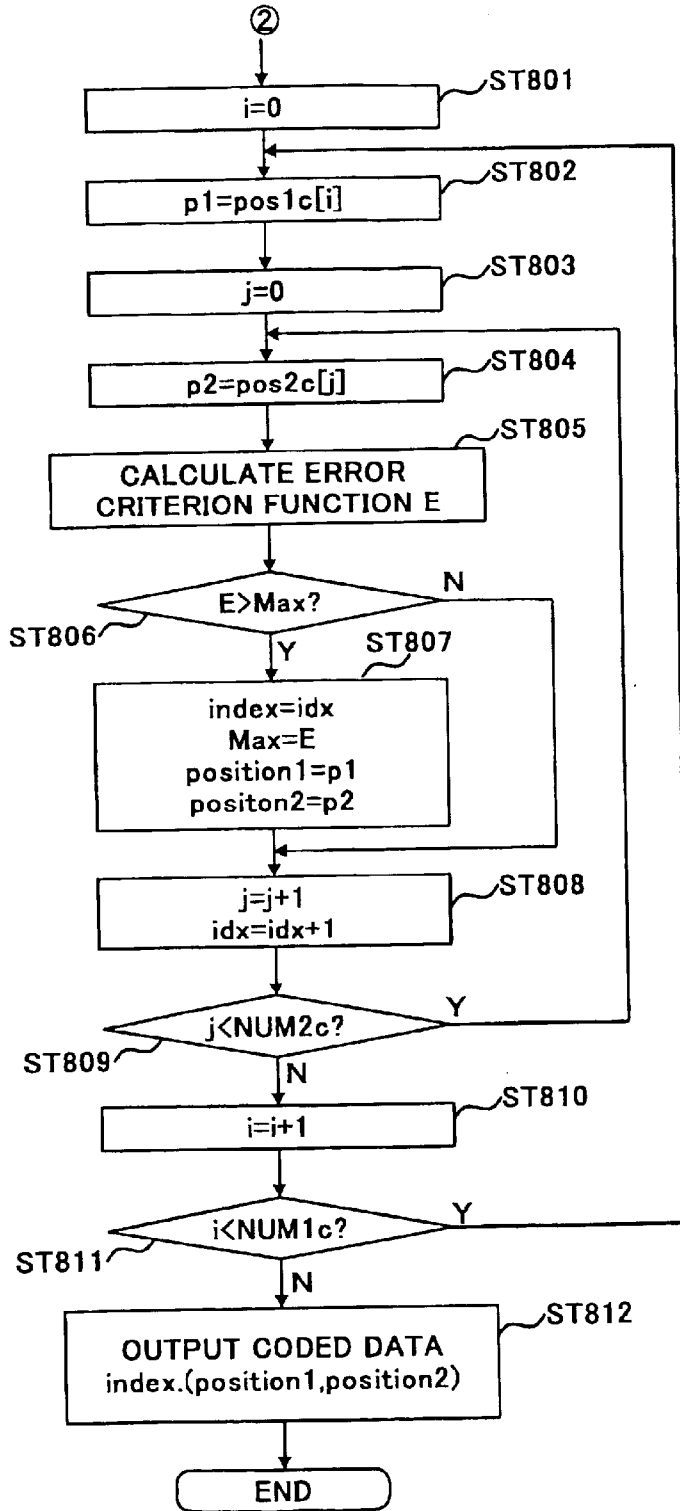 ②
ST801
i=0
ST802
p1=pos1c[i]
ST803
j=0
ST804
p2=pos2c[j]
ST805
CALCULATE ERROR
CRITERION FUNCTION E
E>Max?
N
ST806
Y
ST807
index=idx
Max=E
position1=p1
positon2=p2
ST808
j=j+1
idx=idx+1
j<NUM2c?
Y
ST809
N
ST810
i=i+1
i<NUM1c?
Y
ST811
N
ST812
OUTPUT CODED DATA
index.(position1,position2)
END